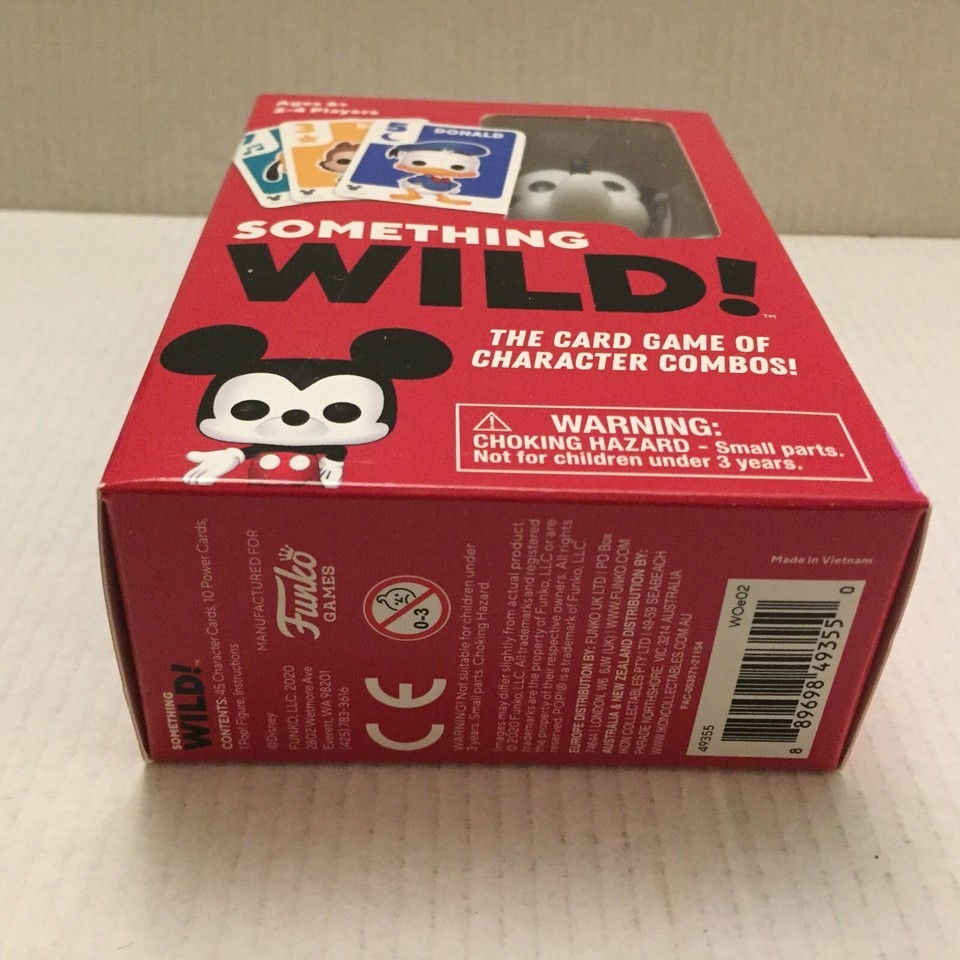 Ages 6+
2-4 Players
3
5
DONALD
SOMETHING
WILD!™
THE CARD GAME OF
CHARACTER COMBOS!
WARNING:
CHOKING HAZARD - Small parts.
Not for children under 3 years.
SOMETHING
WILD!
CONTENTS: 45 Character Cards, 10 Power Cards,
1 Pop! Figure, Instructions
MANUFACTURED FOR
Funko
GAMES
©Disney
FUNKO, LLC. 2020
2802 Wetmore Ave
Everett, WA 98201
(425) 783-3616
0-3
CE
WARNING! Not suitable for children under
3 years. Small parts. Choking Hazard.
Images may differ slightly from actual product.
© 2020 Funko, LLC. All trademarks and registered
trademarks are the property of Funko, LLC or are
the property of their respective owners. All rights
reserved. POP!® is a trademark of Funko, LLC.
EUROPE DISTRIBUTION BY: FUNKO UK LTD | PO Box
74644 LONDON, W6 6JW (UK) | WWW.FUNKO.COM
AUSTRALIA & NEW ZEALAND DISTRIBUTION BY:
IKON COLLECTABLES PTY LTD | 49-59 SEABEACH
PARADE NORTHSHORE, VIC 3214 AUSTRALIA
WWW.IKONCOLLECTABLES.COM.AU
FAC-053571-21154
Made in Vietnam
49355
WOe02
8 89698 49355 0